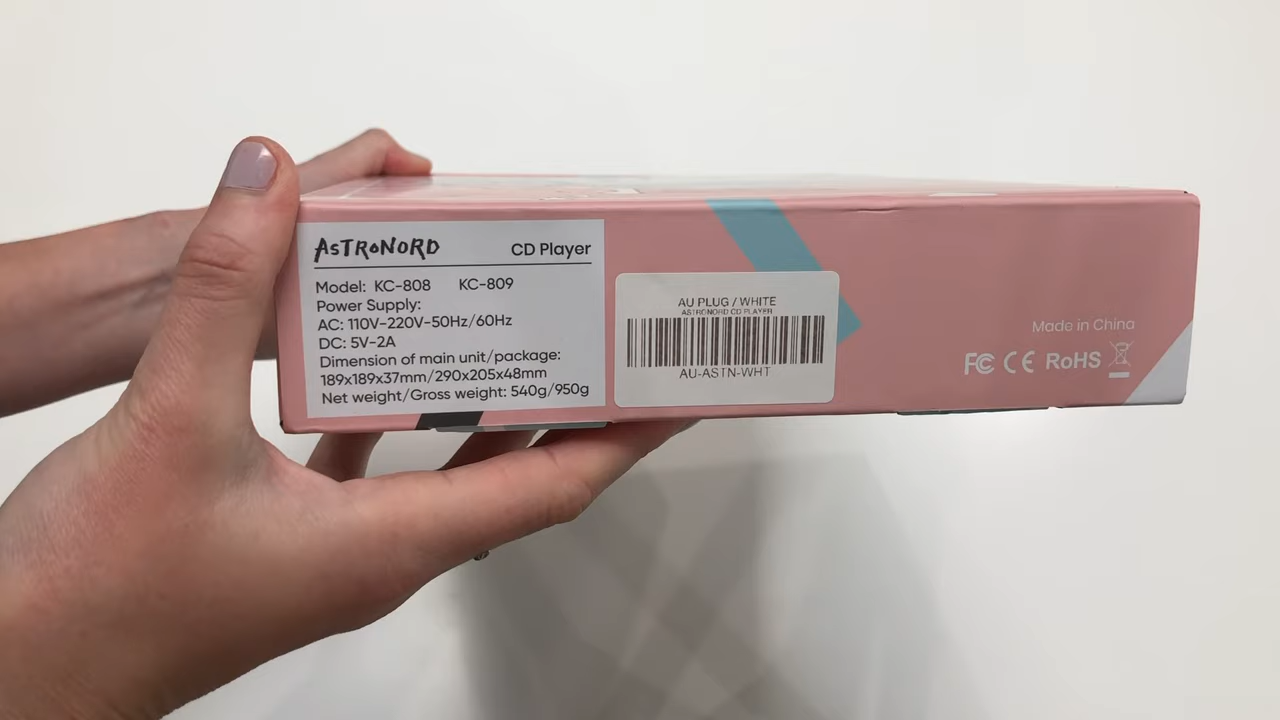 ASTRONORD CD Player
Model: KC-808 KC-809
Power Supply:
AC: 110V-220V-50Hz/60Hz
DC: 5V-2A
Dimension of main unit/package:
189x189x37mm/290x205x48mm
Net weight/Gross weight: 540g/950g
AU PLUG / WHITE
ASTRONORD CD PLAYER
AU-ASTN-WHT
Made in China
FC CE RoHS